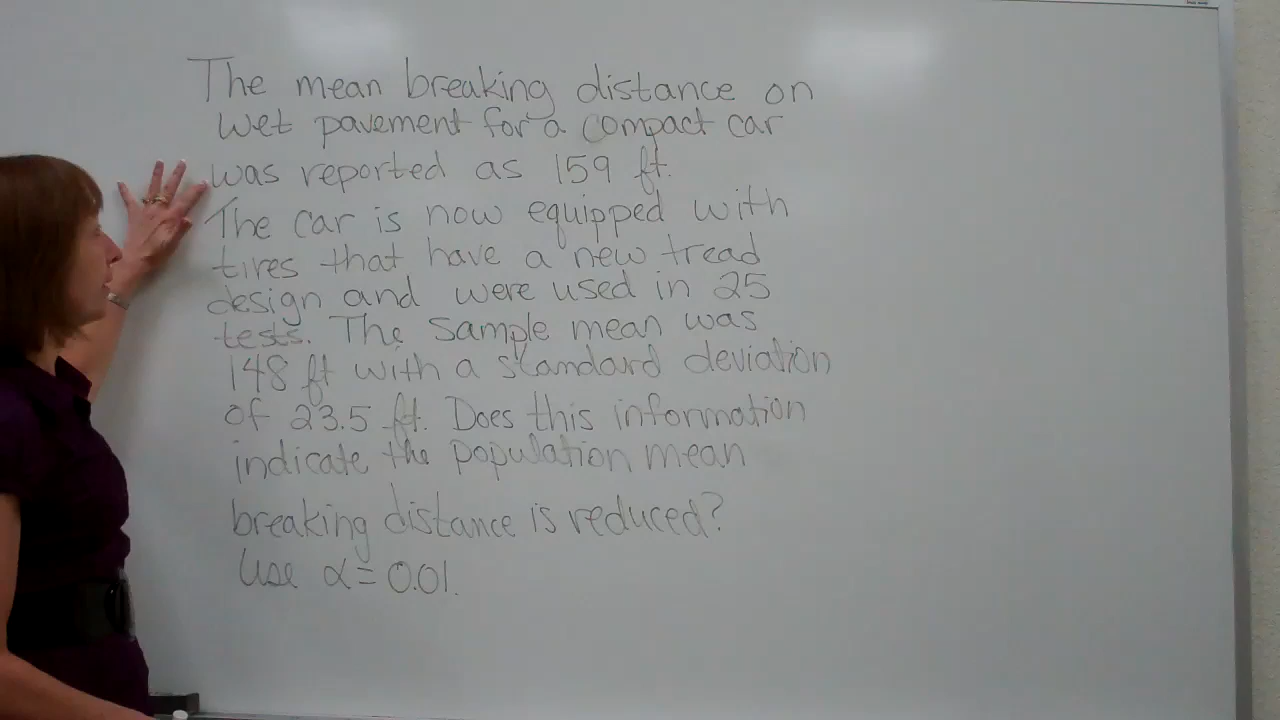 The mean breaking distance on
wet pavement for a compact car
was reported as 159 ft.
The car is now equipped with
tires that have a new tread
design and were used in 25
tests. The sample mean was
148 ft with a standard deviation
of 23.5 ft. Does this information
indicate the population mean
breaking distance is reduced?
Use α = 0.01.